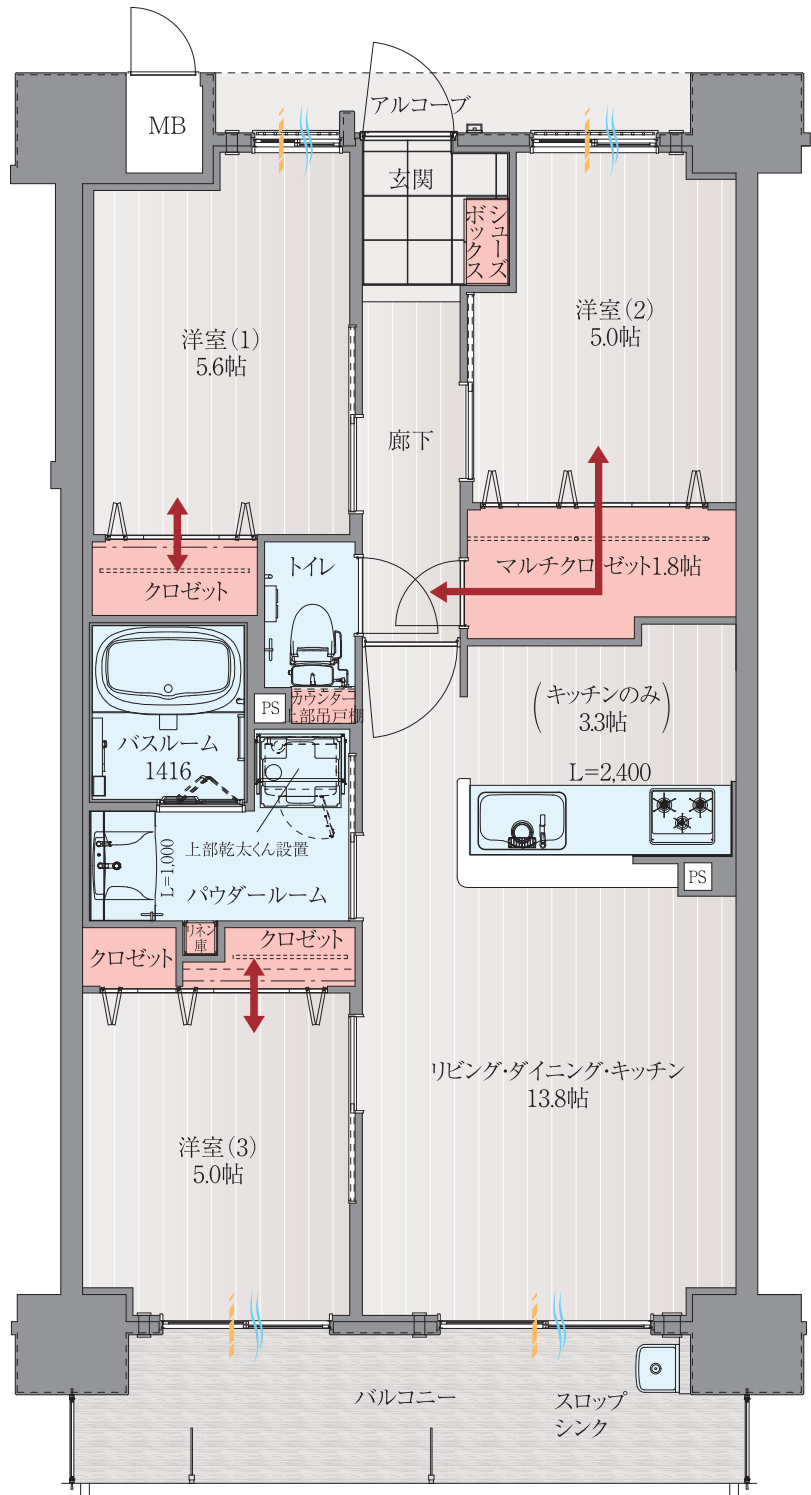 アルコーブ
MB
玄関
シューズ
ボックス
洋室(1)
5.6帖
洋室(2)
5.0帖
廊下
トイレ
マルチクロゼット1.8帖
クロゼット
PS
カウンター
上部吊戸棚
(キッチンのみ)
3.3帖
バスルーム
1416
L=2,400
上部乾太くん設置
L=1,000
パウダールーム
PS
リネン
庫
クロゼット
クロゼット
リビング・ダイニング・キッチン
13.8帖
洋室(3)
5.0帖
バルコニー
スロップ
シンク